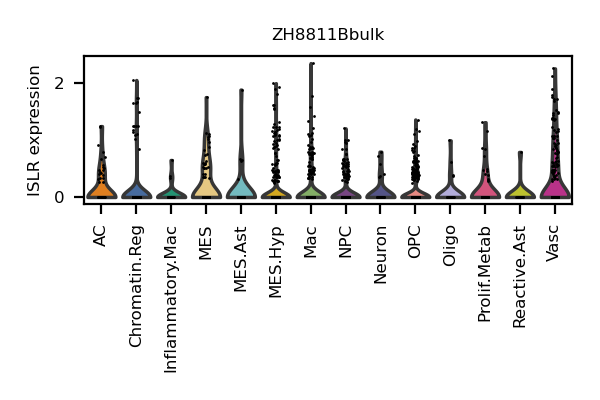 ZH8811Bbulk
ISLR expression
2
0
AC
Chromatin.Reg
Inflammatory.Mac
MES
MES.Ast
MES.Hyp
Mac
NPC
Neuron
OPC
Oligo
Prolif.Metab
Reactive.Ast
Vasc